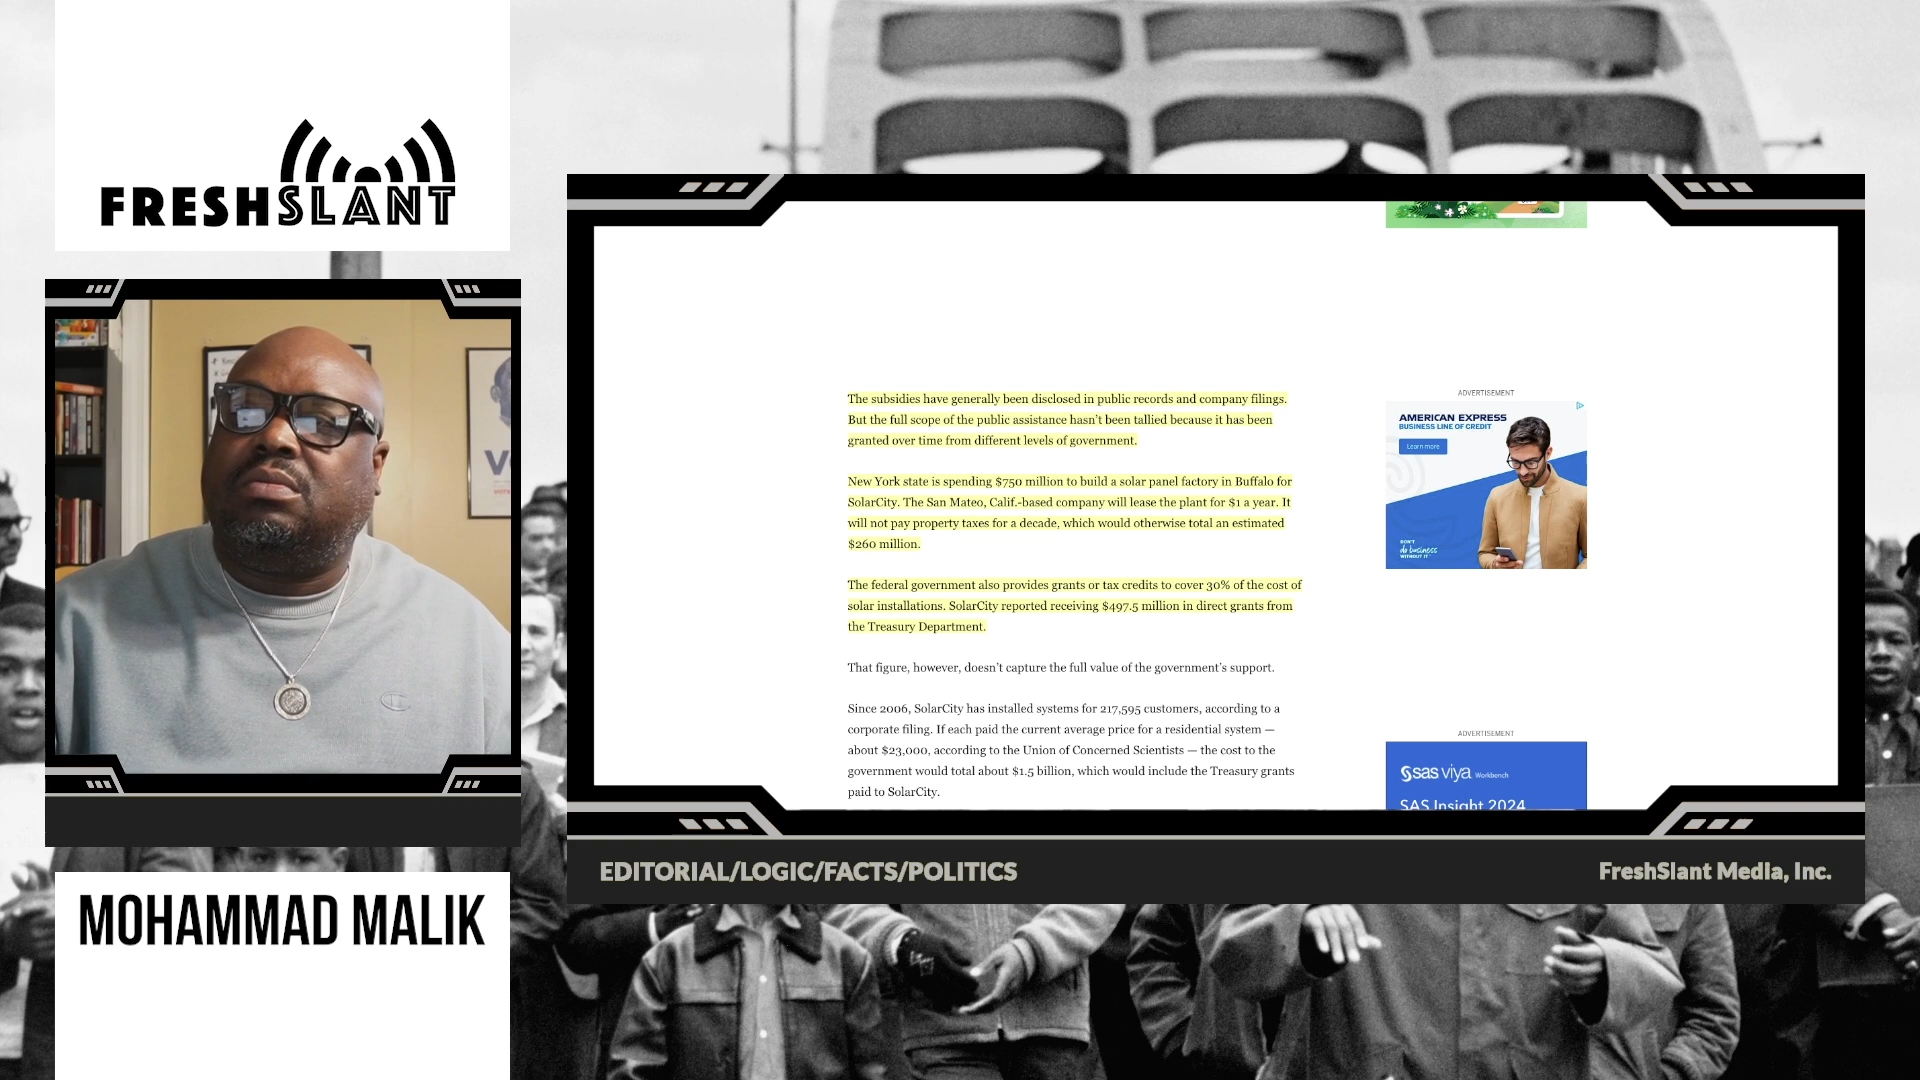 FRESHSLANT
MOHAMMAD MALIK
The subsidies have generally been disclosed in public records and company filings.
But the full scope of the public assistance hasn't been tallied because it has been
granted over time from different levels of government.
New York state is spending $750 million to build a solar panel factory in Buffalo for
SolarCity. The San Mateo, Calif.-based company will lease the plant for $1 a year. It
will not pay property taxes for a decade, which would otherwise total an estimated
$260 million.
The federal government also provides grants or tax credits to cover 30% of the cost of
solar installations. SolarCity reported receiving $497.5 million in direct grants from
the Treasury Department.
That figure, however, doesn't capture the full value of the government's support.
Since 2006, SolarCity has installed systems for 217,595 customers, according to a
corporate filing. If each paid the current average price for a residential system —
about $23,000, according to the Union of Concerned Scientists — the cost to the
government would total about $1.5 billion, which would include the Treasury grants
paid to SolarCity.
ADVERTISEMENT
AMERICAN EXPRESS
BUSINESS LINE OF CREDIT
Learn more
DON'T
do business
WITHOUT IT
ADVERTISEMENT
sas viya Workbench
SAS Insight 2024
EDITORIAL/LOGIC/FACTS/POLITICS
FreshSlant Media, Inc.